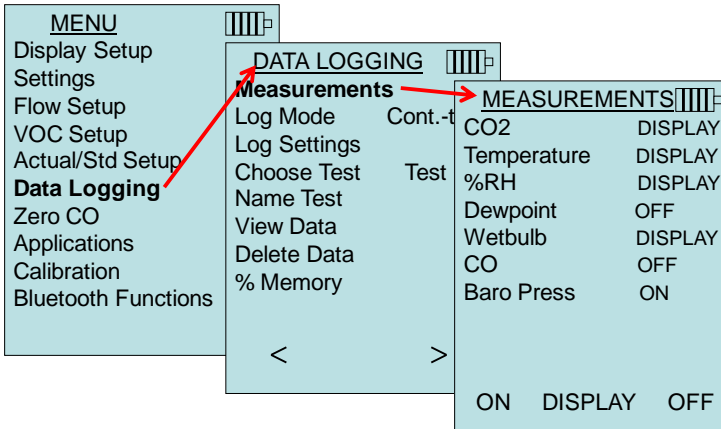 MENU
Display Setup
Settings
Flow Setup
VOC Setup
Actual/Std Setup
Data Logging
Zero CO
Applications
Calibration
Bluetooth Functions
DATA LOGGING
Measurements
Log Mode Cont.-t
Log Settings
Choose Test Test
Name Test
View Data
Delete Data
% Memory
< >
MEASUREMENTS
CO2 DISPLAY
Temperature DISPLAY
%RH DISPLAY
Dewpoint OFF
Wetbulb DISPLAY
CO OFF
Baro Press ON
ON DISPLAY OFF